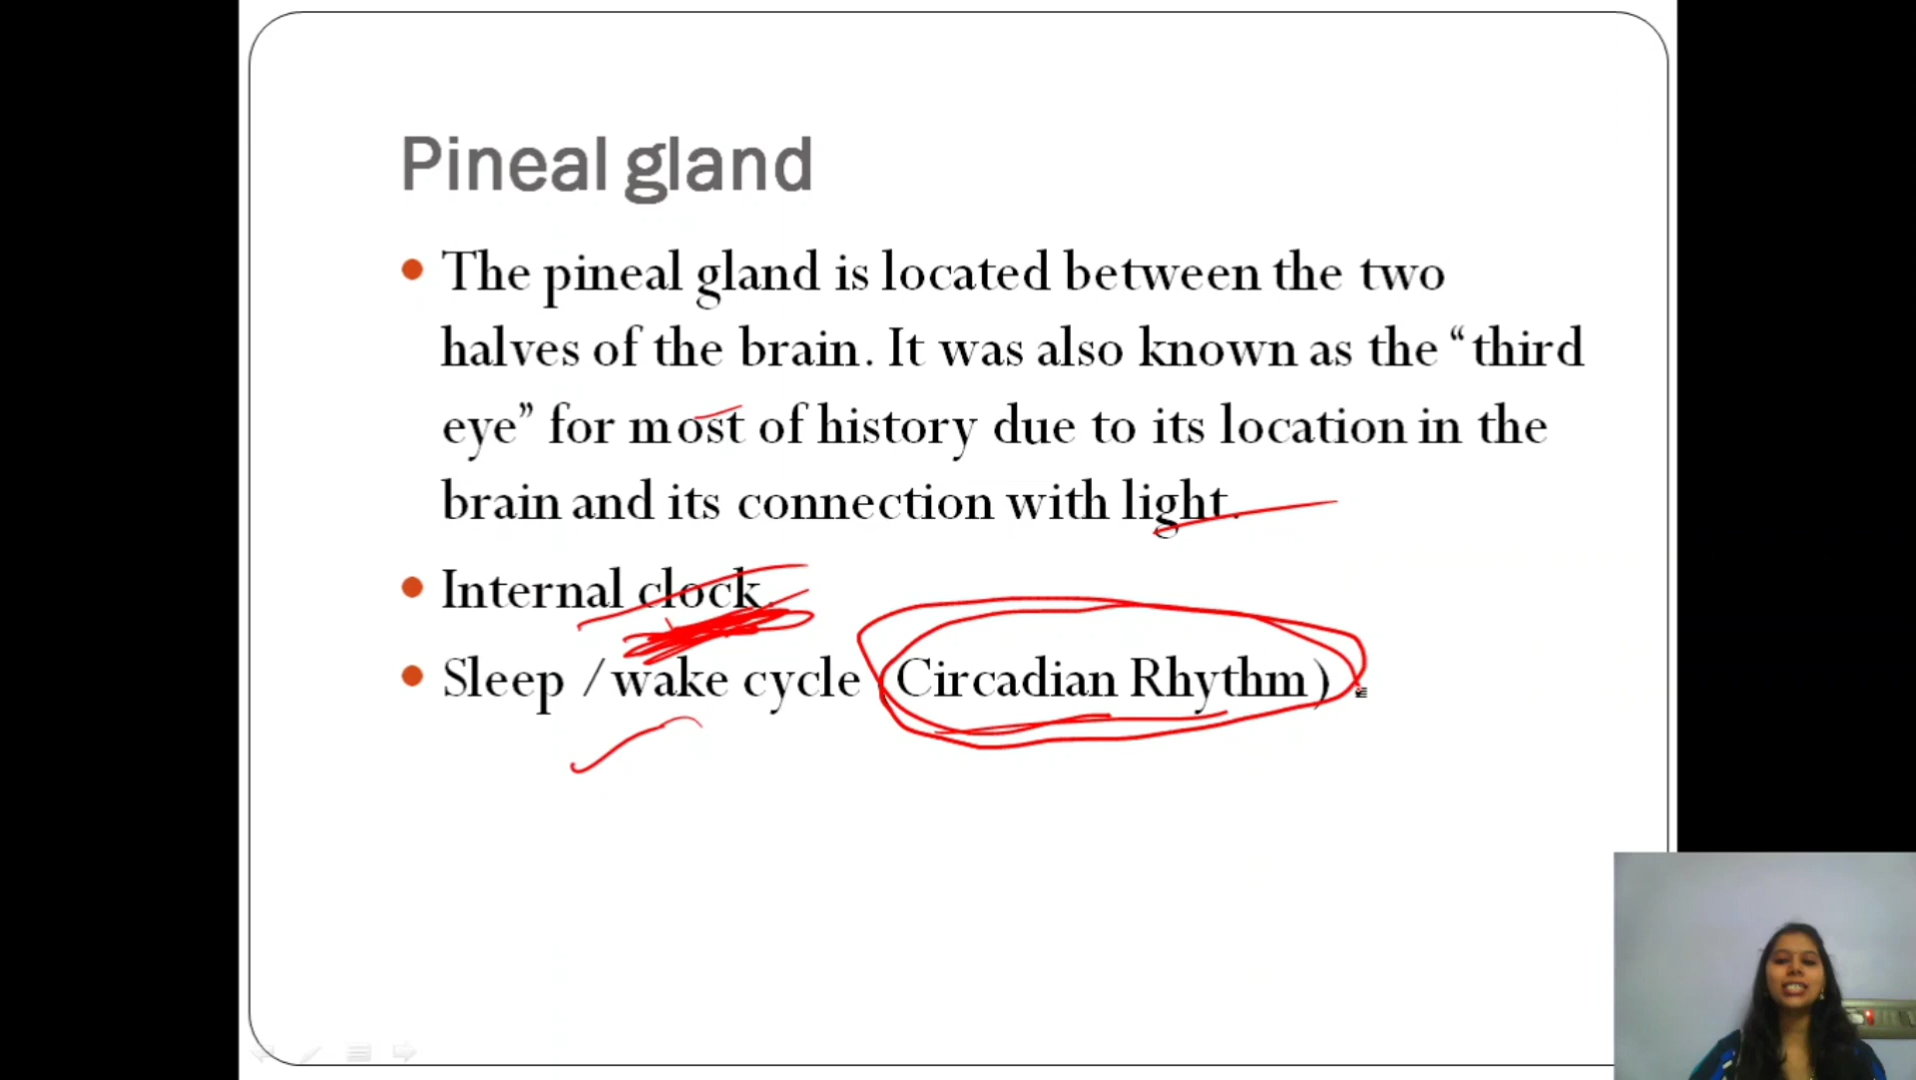 Pineal gland
The pineal gland is located between the two
halves of the brain. It was also known as the “third
eye” for most of history due to its location in the
brain and its connection with light.
Internal clock.
Sleep /wake cycle (Circadian Rhythm)